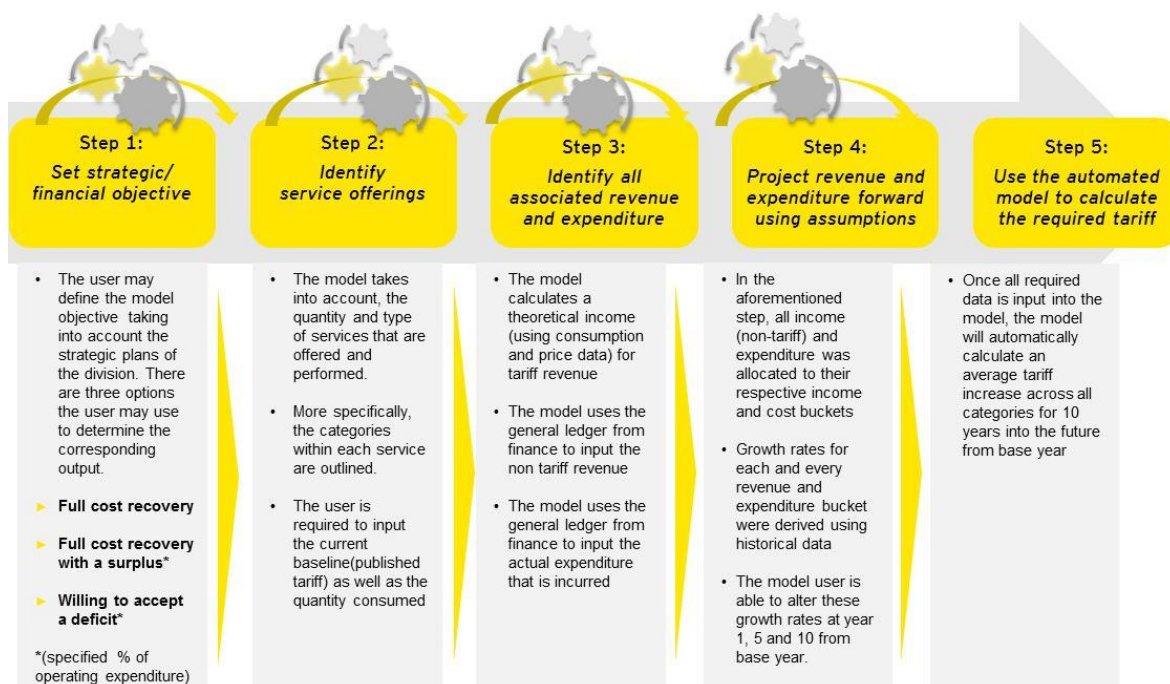 Step 1:
Set strategic/
financial objective
Step 2:
Identify
service offerings
Step 3:
Identify all
associated revenue
and expenditure
Step 4:
Project revenue and
expenditure forward
using assumptions
Step 5:
Use the automated
model to calculate
the required tariff
• The user may
define the model
objective taking
into account the
strategic plans of
the division. There
are three options
the user may use
to determine the
corresponding
output.
► Full cost recovery
► Full cost recovery
with a surplus*
► Willing to accept
a deficit*
*(specified % of
operating expenditure)
• The model takes
into account, the
quantity and type
of services that are
offered and
performed.
• More specifically,
the categories
within each service
are outlined.
• The user is
required to input
the current
baseline(published
tariff) as well as the
quantity consumed
• The model
calculates a
theoretical income
(using consumption
and price data) for
tariff revenue
• The model uses the
general ledger from
finance to input the
non tariff revenue
• The model uses the
general ledger from
finance to input the
actual expenditure
that is incurred
• In the
aforementioned
step, all income
(non-tariff) and
expenditure was
allocated to their
respective income
and cost buckets
• Growth rates for
each and every
revenue and
expenditure bucket
were derived using
historical data
• The model user is
able to alter these
growth rates at year
1, 5 and 10 from
base year.
• Once all required
data is input into the
model, the model
will automatically
calculate an
average tariff
increase across all
categories for 10
years into the future
from base year